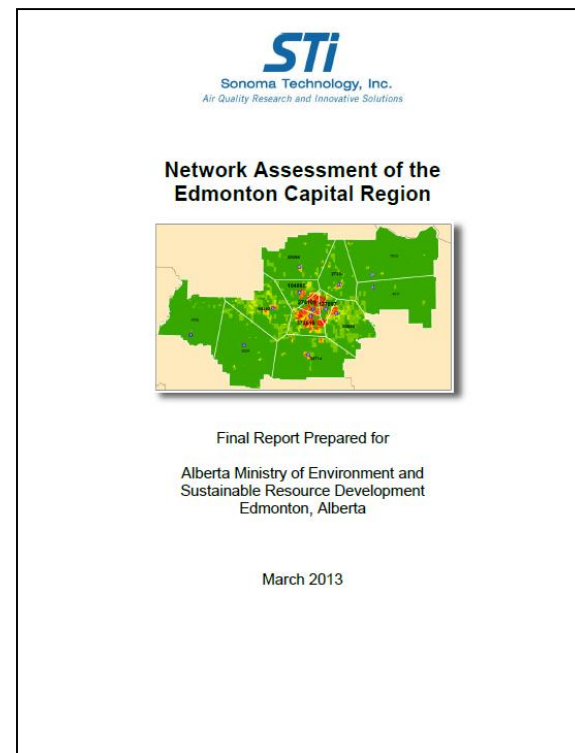 STi
Sonoma Technology, Inc.
Air Quality Research and Innovative Solutions
Network Assessment of the
Edmonton Capital Region
Final Report Prepared for
Alberta Ministry of Environment and
Sustainable Resource Development
Edmonton, Alberta
March 2013